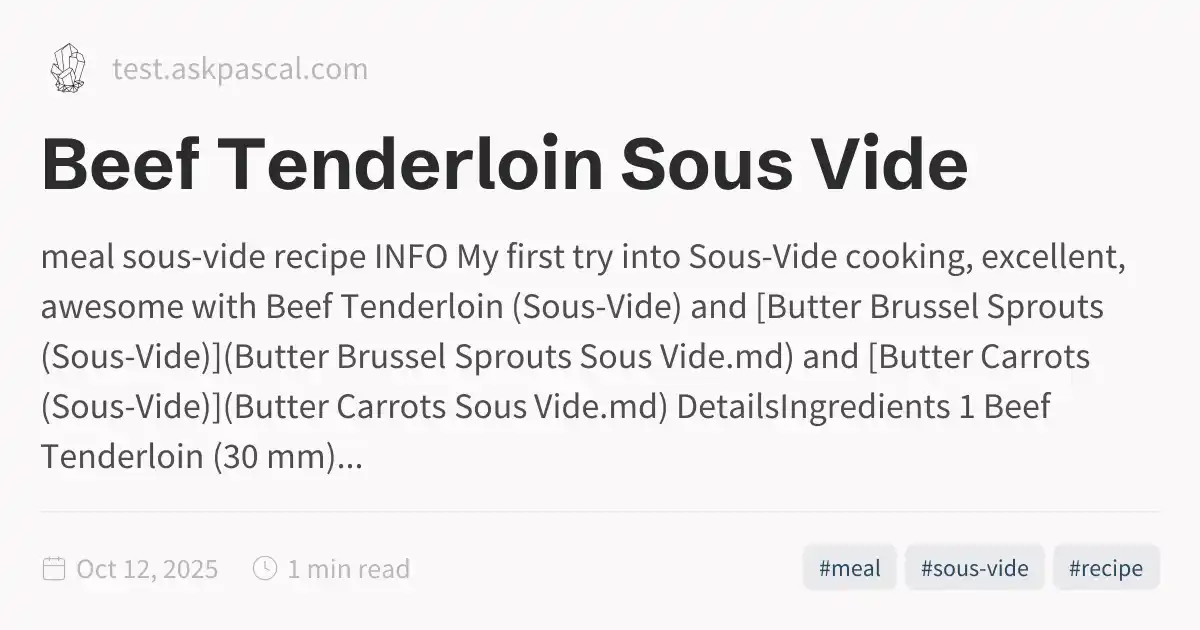 test.askpascal.com
Beef Tenderloin Sous Vide
meal sous-vide recipe INFO My first try into Sous-Vide cooking, excellent,
awesome with Beef Tenderloin (Sous-Vide) and [Butter Brussel Sprouts
(Sous-Vide)](Butter Brussel Sprouts Sous Vide.md) and [Butter Carrots
(Sous-Vide)](Butter Carrots Sous Vide.md) DetailsIngredients 1 Beef
Tenderloin (30 mm)...
Oct 12, 2025 1 min read #meal #sous-vide #recipe